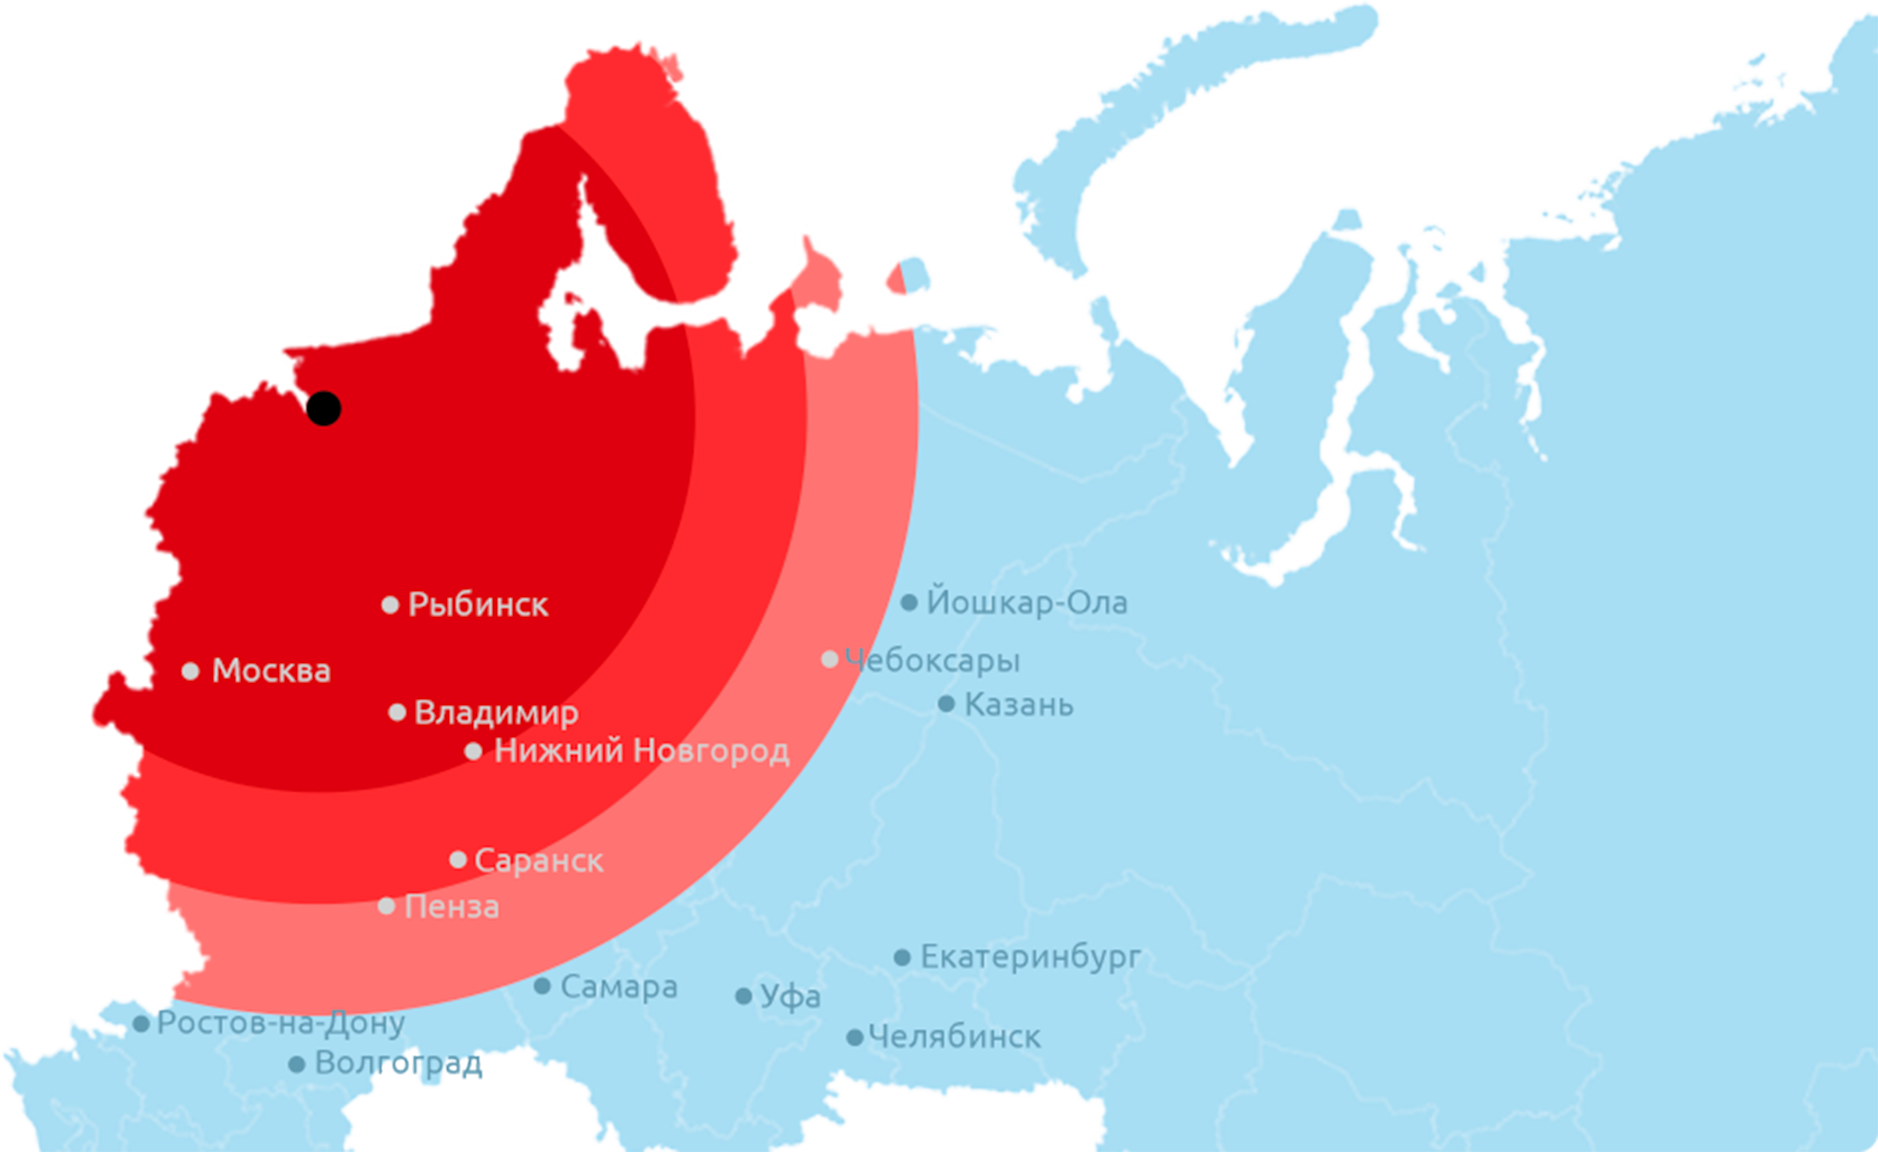 Рыбинск
Йошкар-Ола
Москва
Чебоксары
Казань
Владимир
Нижний Новгород
Саранск
Пенза
Екатеринбург
Самара
Уфа
Ростов-на-Дону
Челябинск
Волгоград